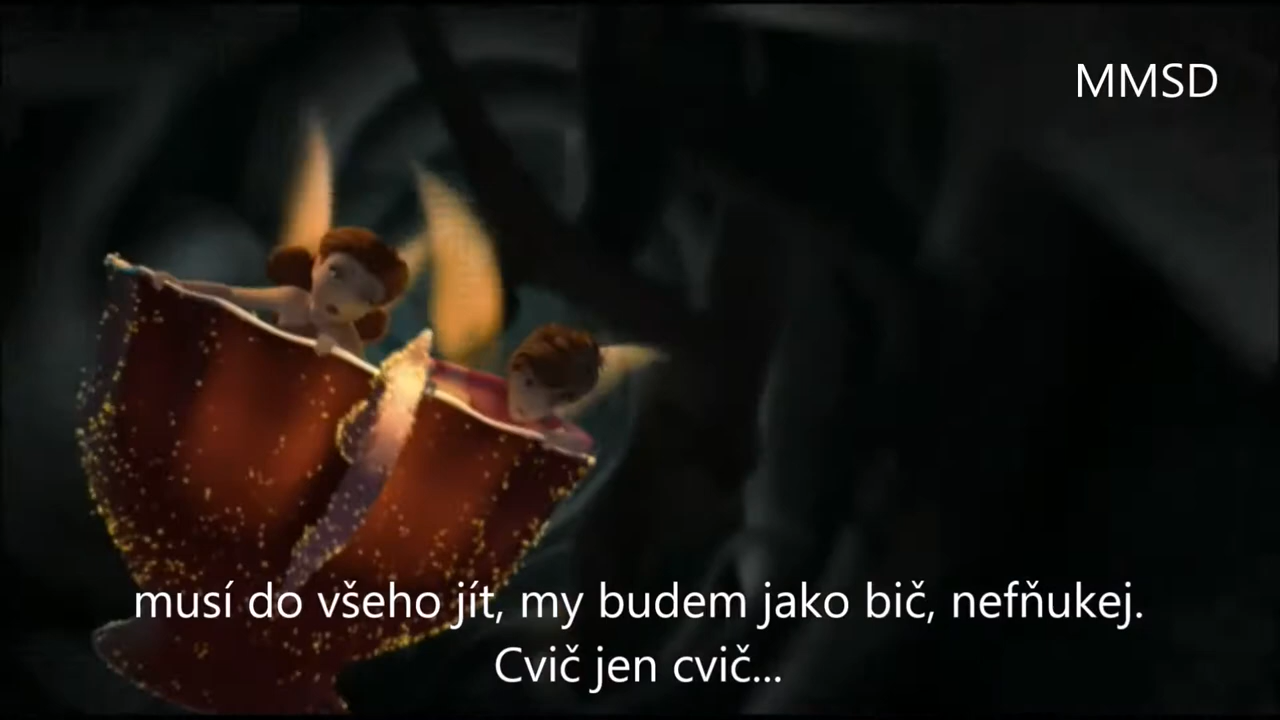 MMSD
musí do všeho jít, my budem jako bič, nefňukej.
Cvič jen cvič...